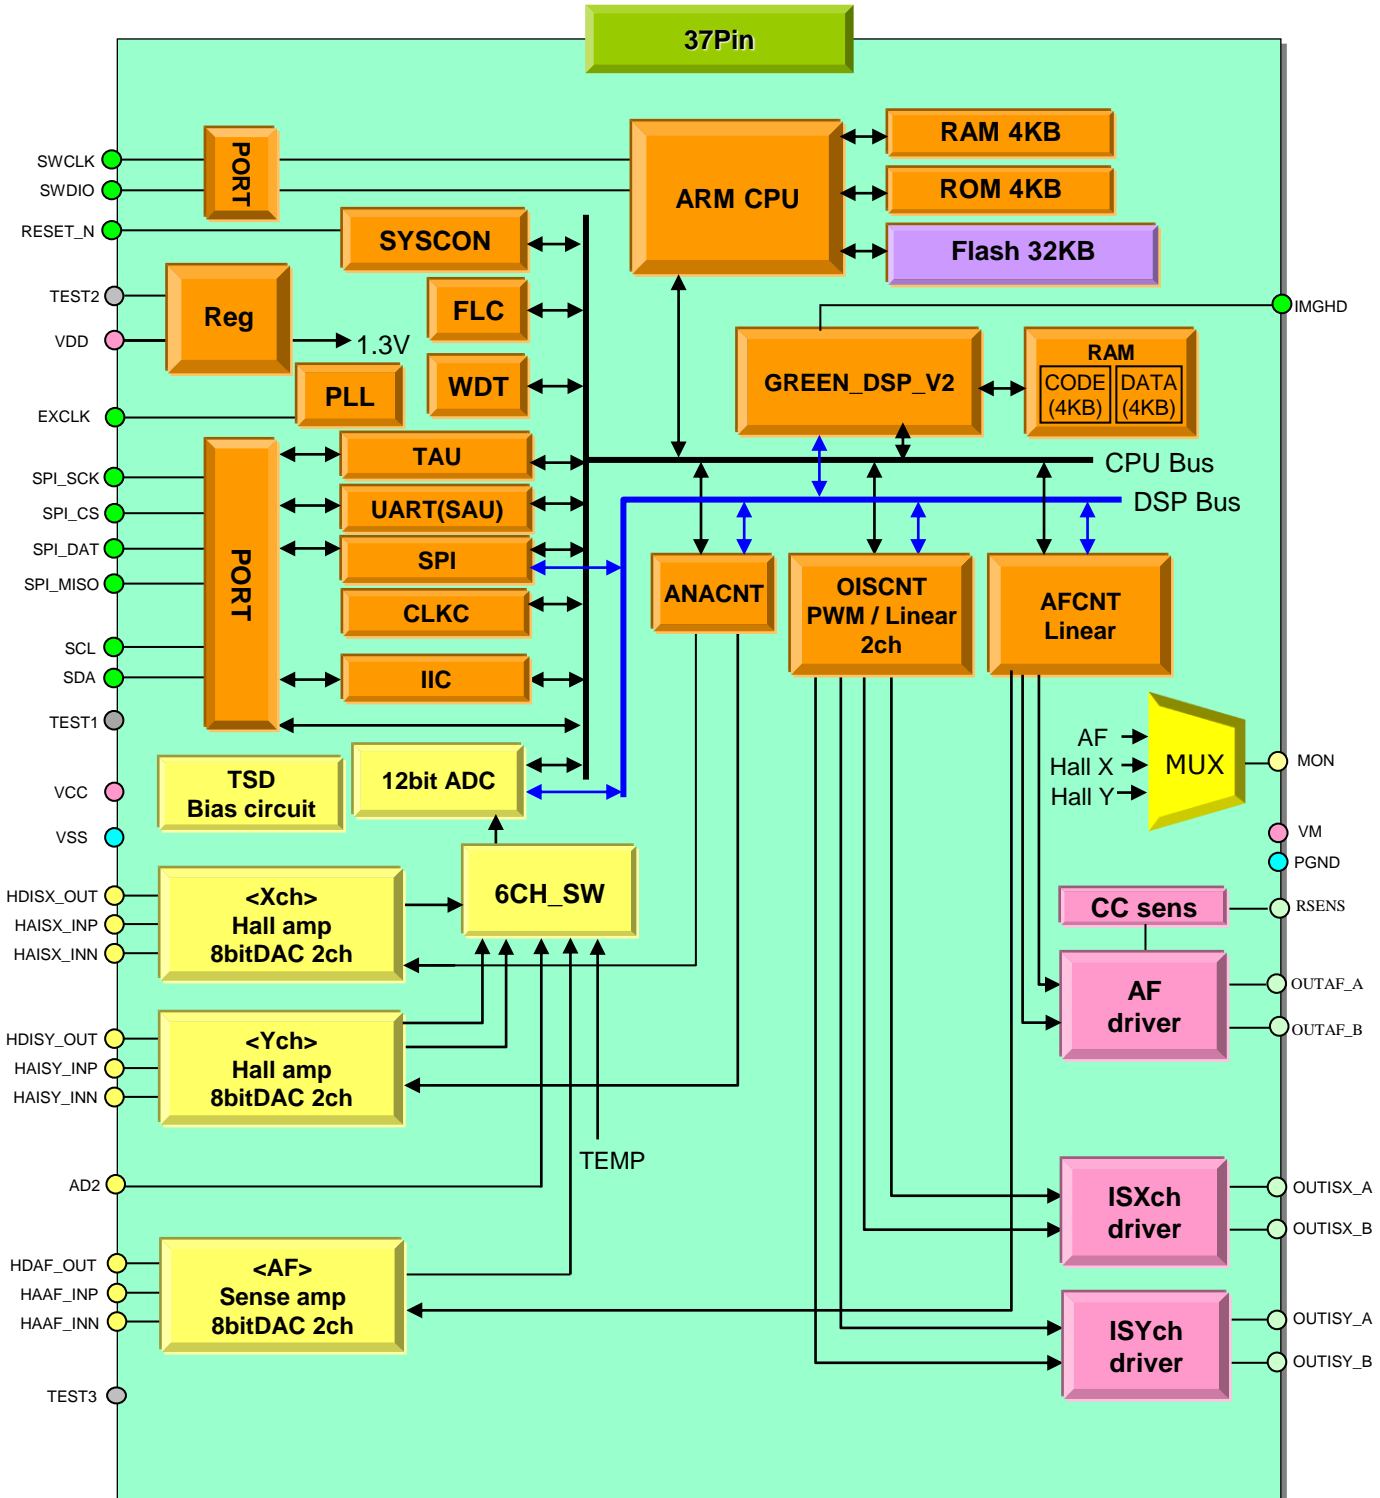 37Pin
SWCLK
SWDIO
RESET_N
TEST2
VDD
EXCLK
SPI_SCK
SPI_CS
SPI_DAT
SPI_MISO
SCL
SDA
TEST1
VCC
VSS
HDISX_OUT
HAISX_INP
HAISX_INN
HDISY_OUT
HAISY_INP
HAISY_INN
AD2
HDAF_OUT
HAAF_INP
HAAF_INN
TEST3
PORT
SYSCON
Reg
1.3V
FLC
WDT
PLL
PORT
TAU
UART(SAU)
SPI
CLKC
IIC
ARM CPU
RAM 4KB
ROM 4KB
Flash 32KB
GREEN_DSP_V2
RAM
CODE
(4KB)
DATA
(4KB)
CPU Bus
DSP Bus
ANACNT
OISCNT
PWM / Linear
2ch
AFCNT
Linear
TSD
Bias circuit
12bit ADC
6CH_SW
<Xch>
Hall amp
8bitDAC 2ch
<Ych>
Hall amp
8bitDAC 2ch
TEMP
<AF>
Sense amp
8bitDAC 2ch
AF
Hall X
Hall Y
MUX
CC sens
AF
driver
ISXch
driver
ISYch
driver
IMGHD
MON
VM
PGND
RSENS
OUTAF_A
OUTAF_B
OUTISX_A
OUTISX_B
OUTISY_A
OUTISY_B